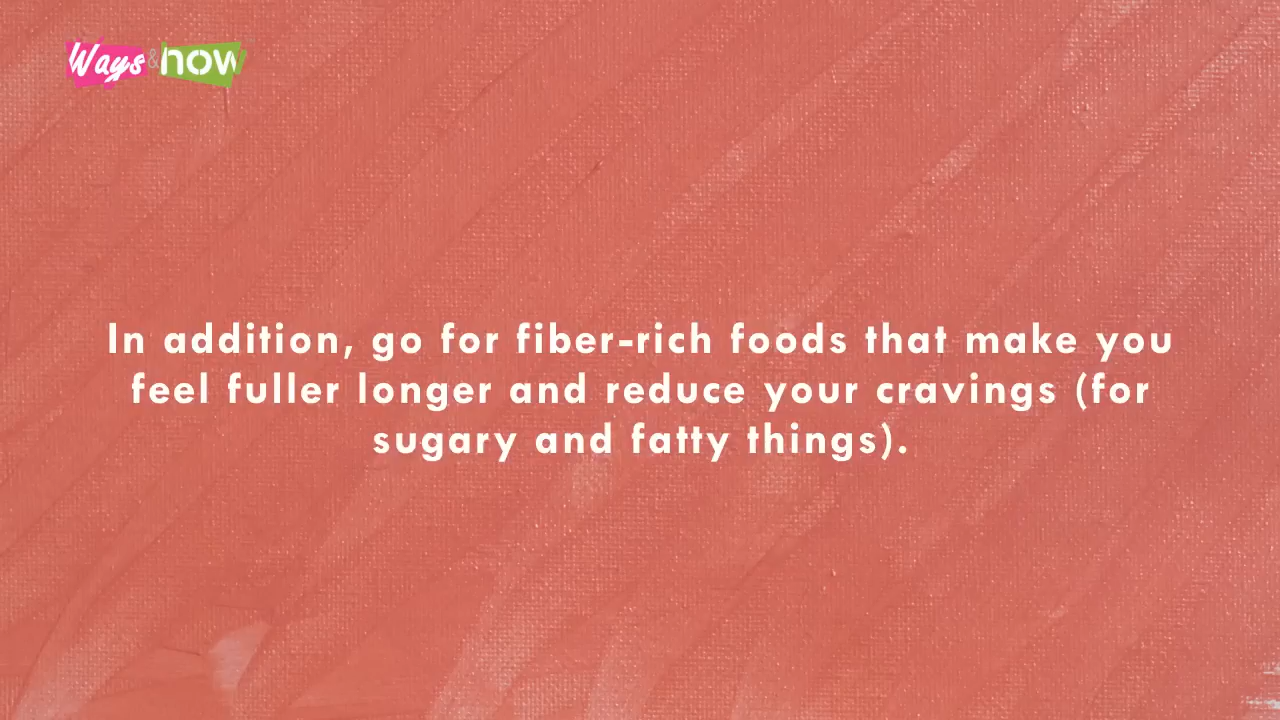 Ways & how
In addition, go for fiber-rich foods that make you
feel fuller longer and reduce your cravings (for
sugary and fatty things).